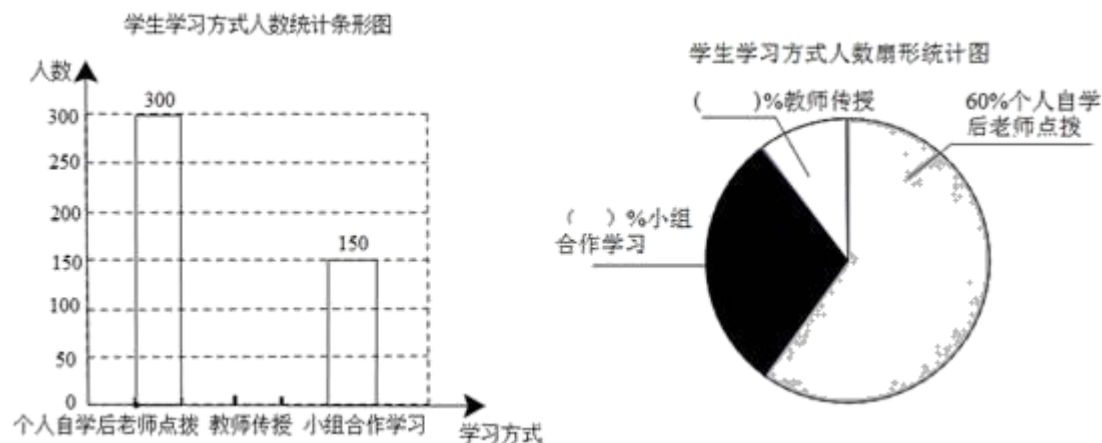 学生学习方式人数统计条形图
人数
300
300
250
200
150
150
100
50
0
个人自学后老师点拨 教师传授 小组合作学习
学习方式
学生学习方式人数扇形统计图
( )%教师传授
60%个人自学
后老师点拨
( )%小组
合作学习